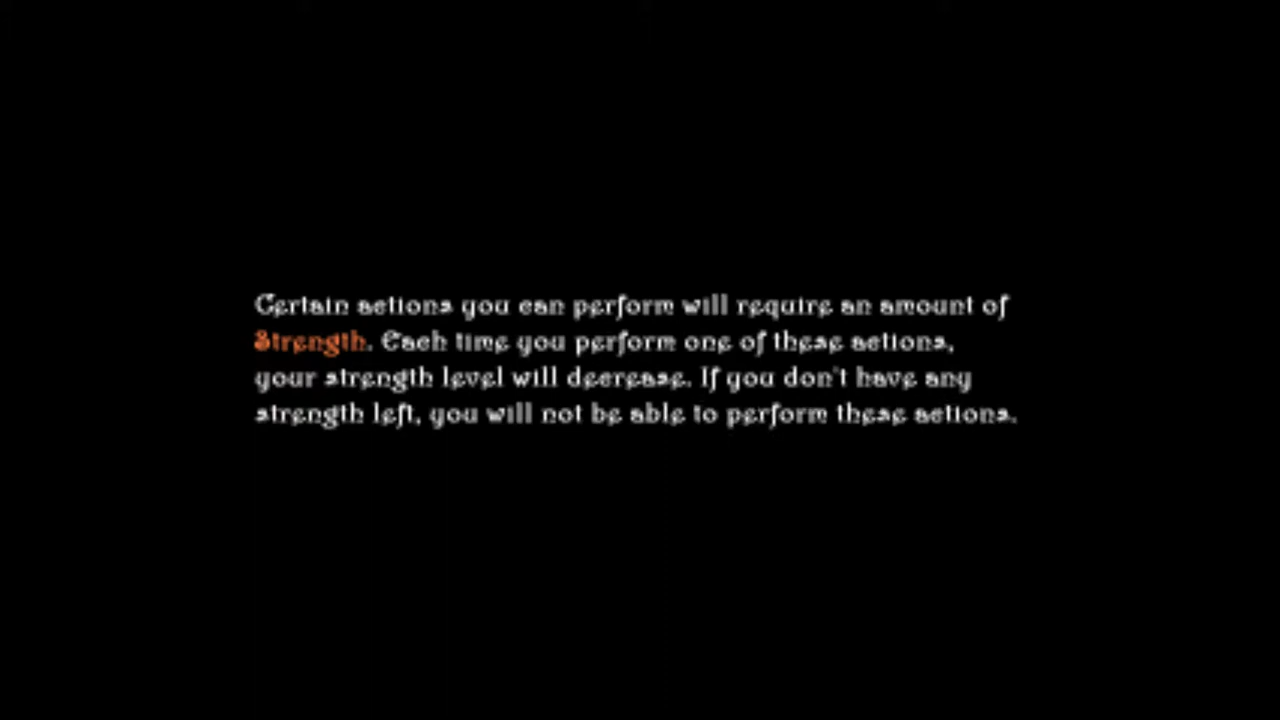 Certain actions you can perform will require an amount of
Strength. Each time you perform one of these actions,
your strength level will decrease. If you don't have any
strength left, you will not be able to perform these actions.